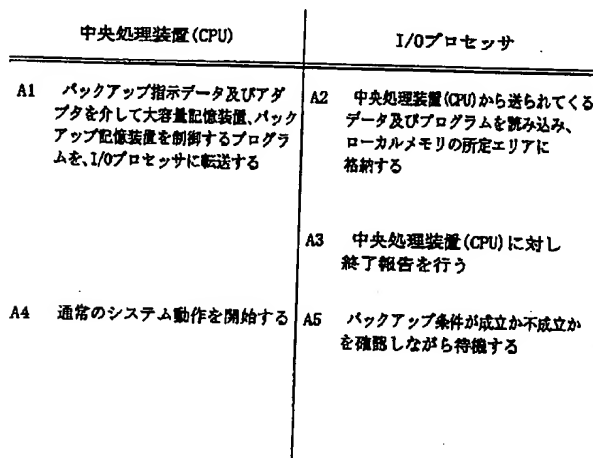 中央処理装置(CPU)
I/Oプロセッサ
A1 バックアップ指示データ及びアダ
プタを介して大容量記憶装置、バック
アップ記憶装置を制御するプログラ
ムを、I/Oプロセッサに転送する
A2 中央処理装置(CPU)から送られてくる
データ及びプログラムを読み込み、
ローカルメモリの所定エリアに
格納する
A3 中央処理装置(CPU)に対し
終了報告を行う
A4 通常のシステム動作を開始する
A5 バックアップ条件が成立か不成立か
を確認しながら待機する